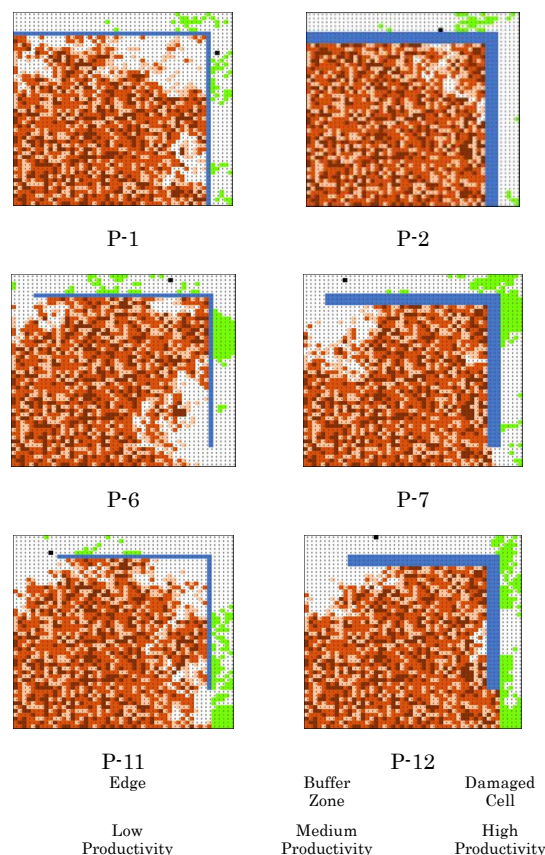 P-1
P-2
P-6
P-7
P-11
P-12
Edge
Buffer
Zone
Damaged
Cell
Low
Productivity
Medium
Productivity
High
Productivity